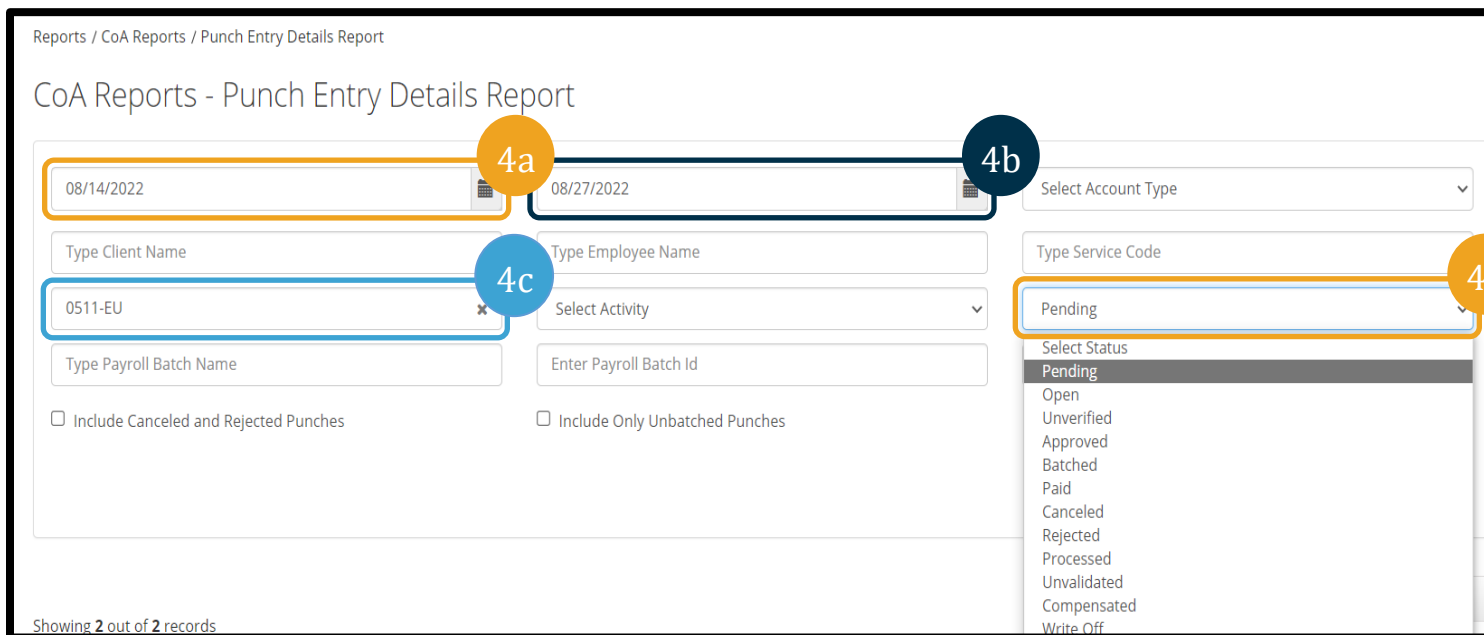 Reports / CoA Reports / Punch Entry Details Report
CoA Reports - Punch Entry Details Report
4a
4b
08/14/2022
08/27/2022
Select Account Type
Type Client Name
Type Employee Name
Type Service Code
4c
4
0511-EU
Select Activity
Pending
Select Status
Type Payroll Batch Name
Enter Payroll Batch Id
Pending
Open
Include Canceled and Rejected Punches
Include Only Unbatched Punches
Unverified
Approved
Batched
Paid
Canceled
Rejected
Processed
Unvalidated
Compensated
Showing 2 out of 2 records
Write Off